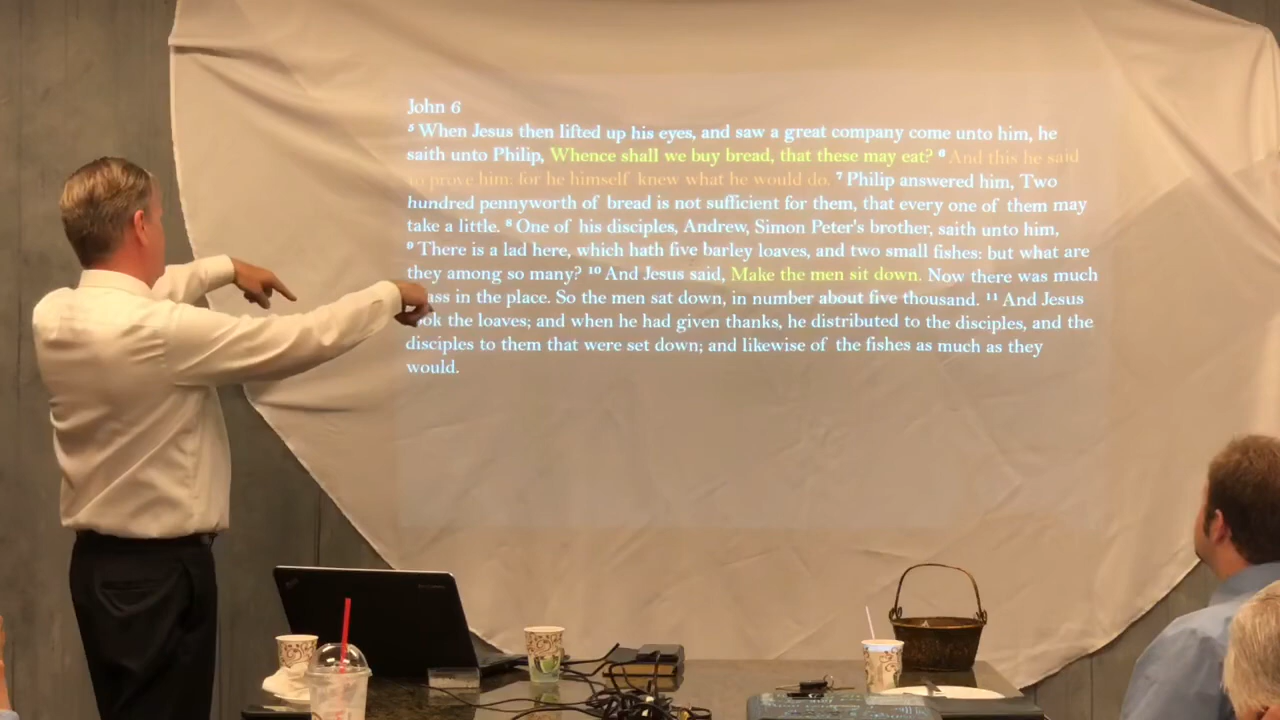 John 6
5 When Jesus then lifted up his eyes, and saw a great company come unto him, he
saith unto Philip, Whence shall we buy bread, that these may eat? 6 And this he said
to prove him: for he himself knew what he would do. 7 Philip answered him, Two
hundred pennyworth of bread is not sufficient for them, that every one of them may
take a little. 8 One of his disciples, Andrew, Simon Peter's brother, saith unto him,
9 There is a lad here, which hath five barley loaves, and two small fishes: but what are
they among so many? 10 And Jesus said, Make the men sit down. Now there was much
in the place. So the men sat down, in number about five thousand. 11 And Jesus
the loaves; and when he had given thanks, he distributed to the disciples, and the
disciples to them that were set down; and likewise of the fishes as much as they
would.